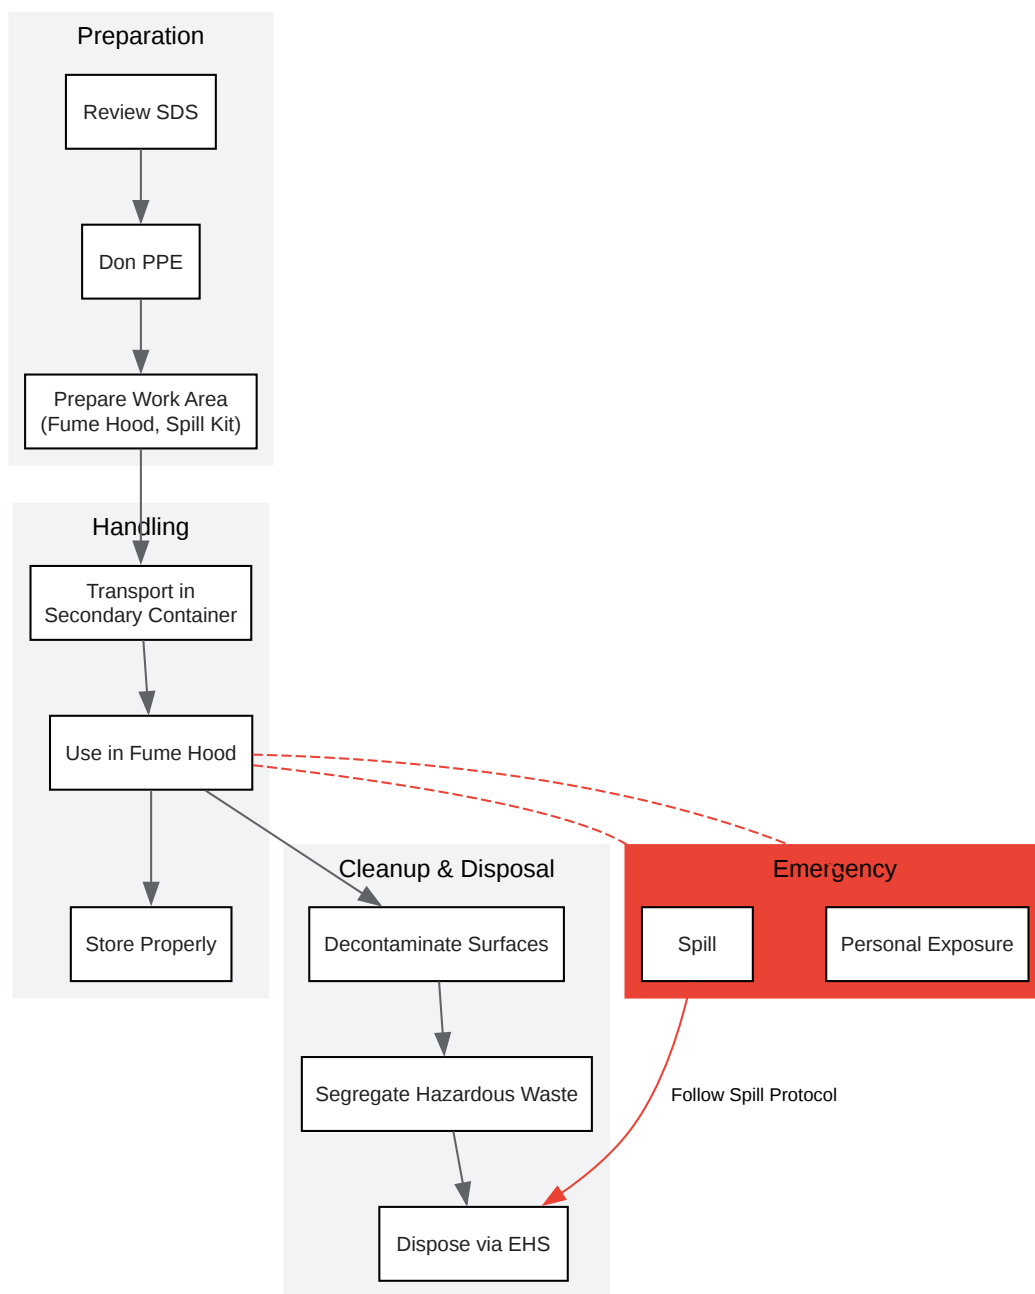 Preparation
Review SDS
Don PPE
Prepare Work Area
(Fume Hood, Spill Kit)
Handling
Transport in
Secondary Container
Use in Fume Hood
Store Properly
Cleanup & Disposal
Decontaminate Surfaces
Segregate Hazardous Waste
Dispose via EHS
Emergency
Spill
Personal Exposure
Follow Spill Protocol